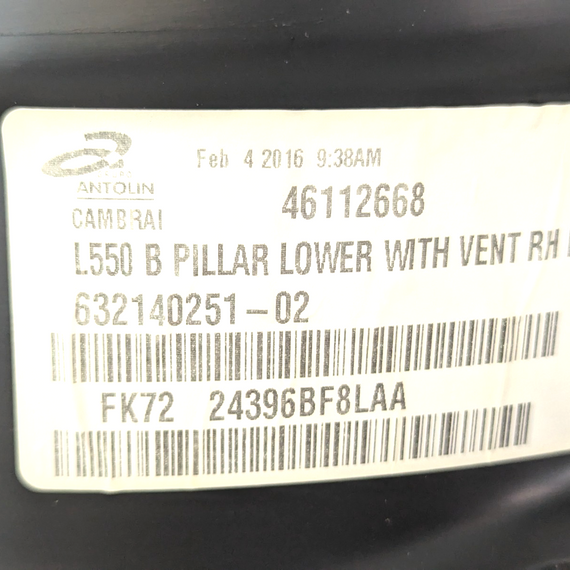 Feb 4 2016 9:38AM
ANTOLIN
46112668
CAMBRAI
L550 B PILLAR LOWER WITH VENT RH
632140251-02
FK72 24396BF8LAA